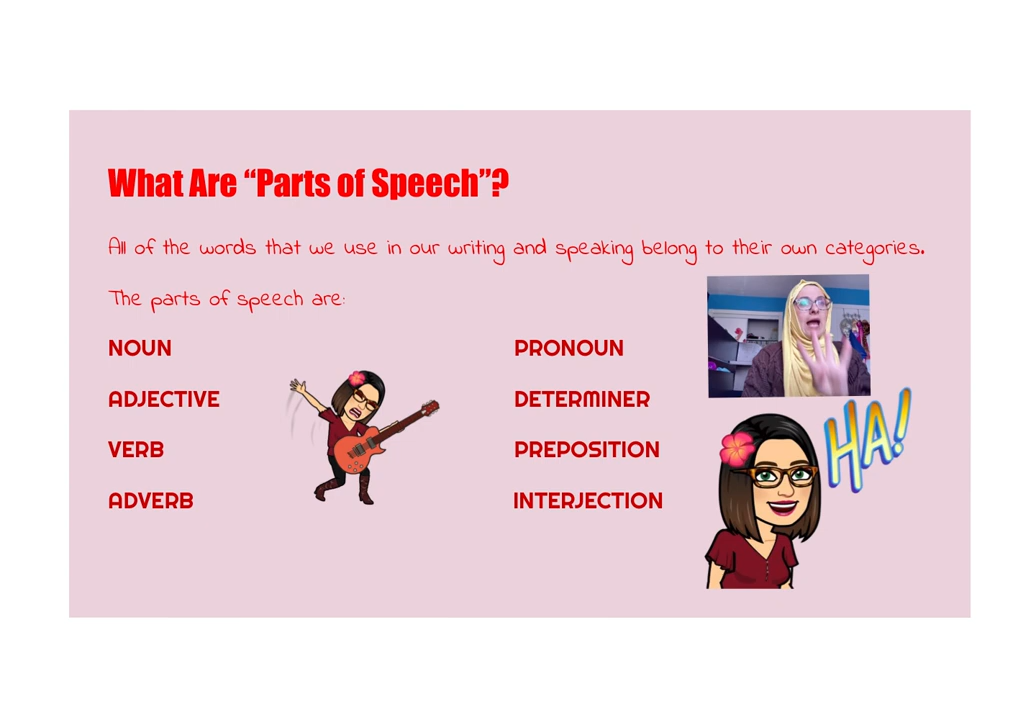 What Are “Parts of Speech”?
All of the words that we use in our writing and speaking belong to their own categories.
The parts of speech are:
NOUN
ADJECTIVE
VERB
ADVERB
PRONOUN
DETERMINER
PREPOSITION
INTERJECTION
HA!